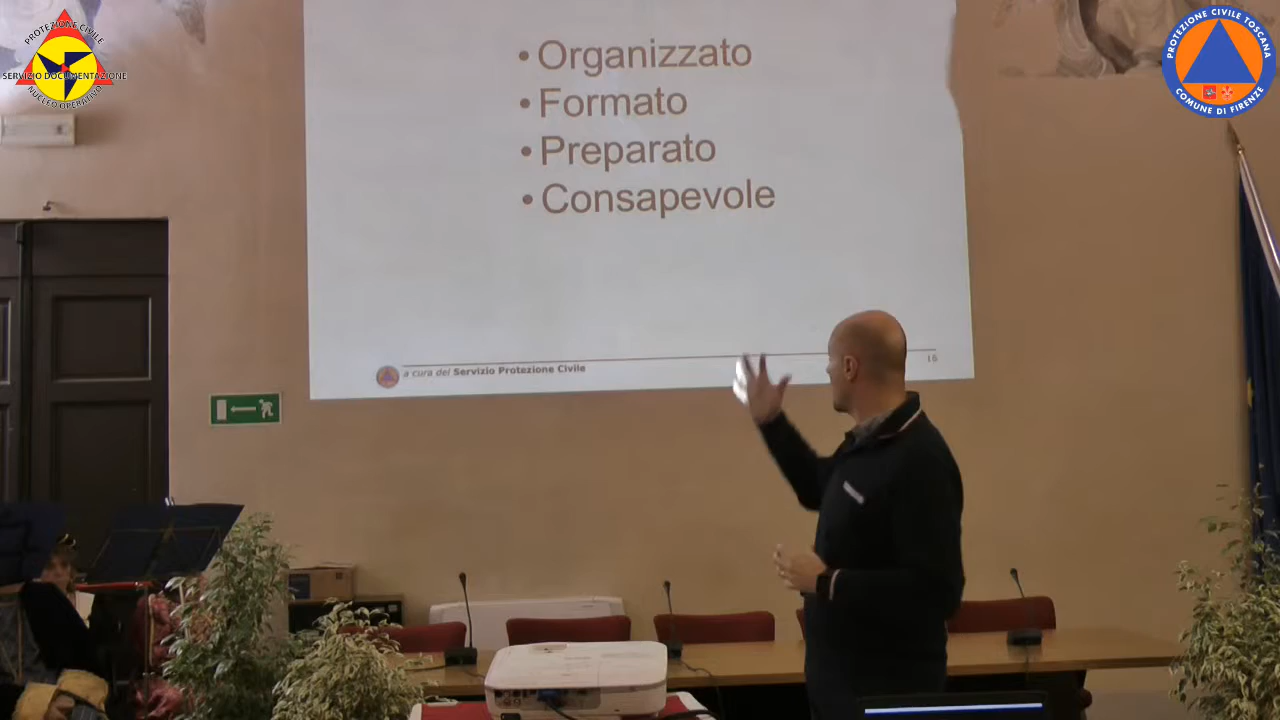 PROTEZIONE CIVILE
SERVIZIO DOCUMENTAZIONE
NUCLEO OPERATIVO
PROTEZIONE CIVILE TOSCANA
COMUNE DI FIRENZE
• Organizzato
• Formato
• Preparato
• Consapevole
a cura del Servizio Protezione Civile